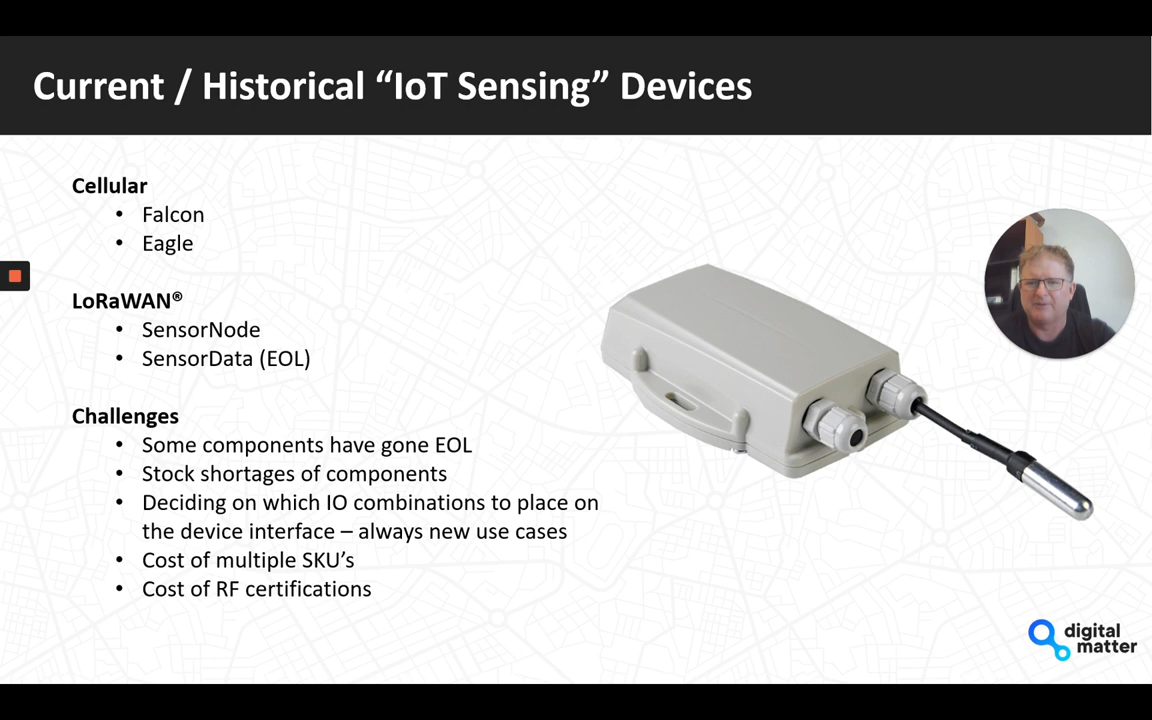 Current / Historical “IoT Sensing” Devices
Cellular
• Falcon
• Eagle
LoRaWAN®
• SensorNode
• SensorData (EOL)
Challenges
• Some components have gone EOL
• Stock shortages of components
• Deciding on which IO combinations to place on
the device interface – always new use cases
• Cost of multiple SKU’s
• Cost of RF certifications
digital
matter